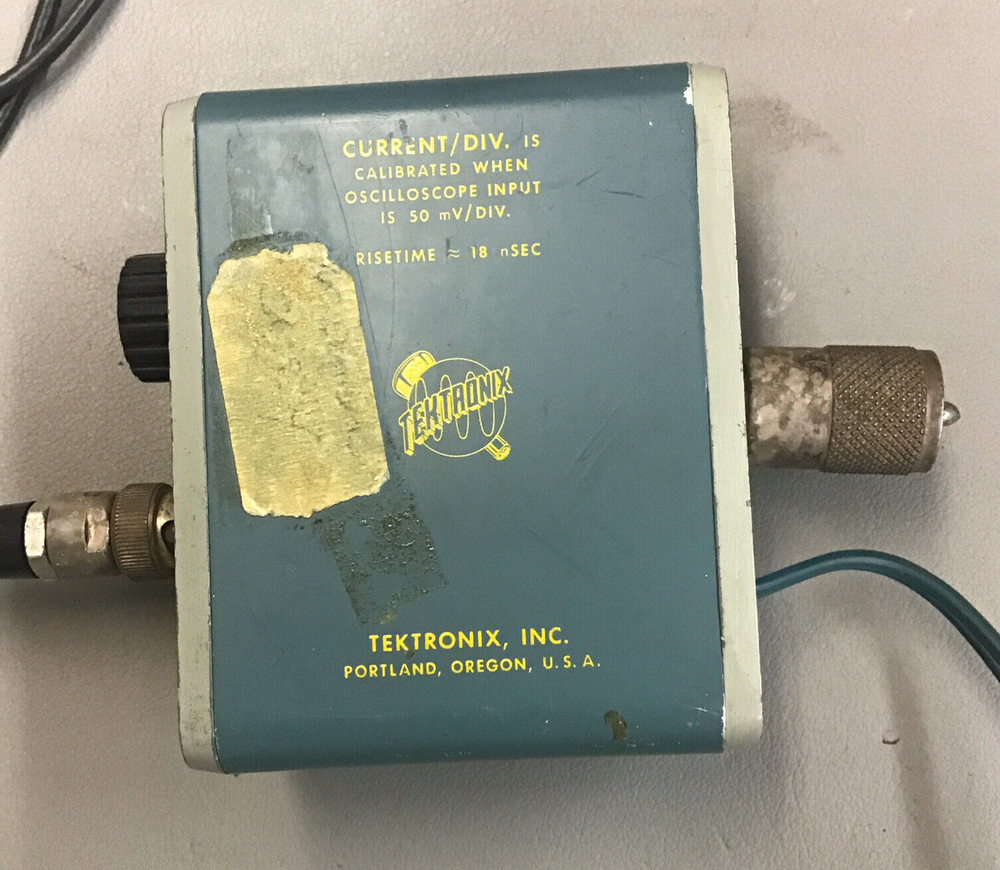 CURRENT/DIV. IS
CALIBRATED WHEN
OSCILLOSCOPE INPUT
IS 50 mV/DIV.
RISETIME ≈ 18 nSEC
TEKTRONIX
TEKTRONIX, INC.
PORTLAND, OREGON, U.S.A.